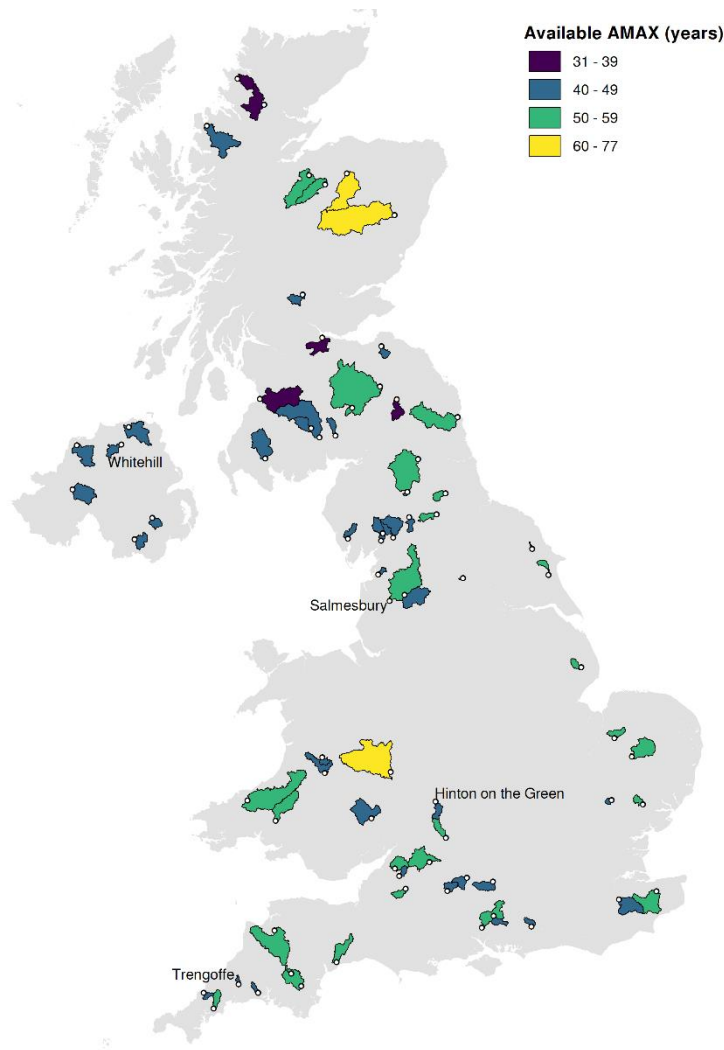 Available AMAX (years)
31 - 39
40 - 49
50 - 59
60 - 77
Whitehill
Salmesbury
Hinton on the Green
Trengoffe